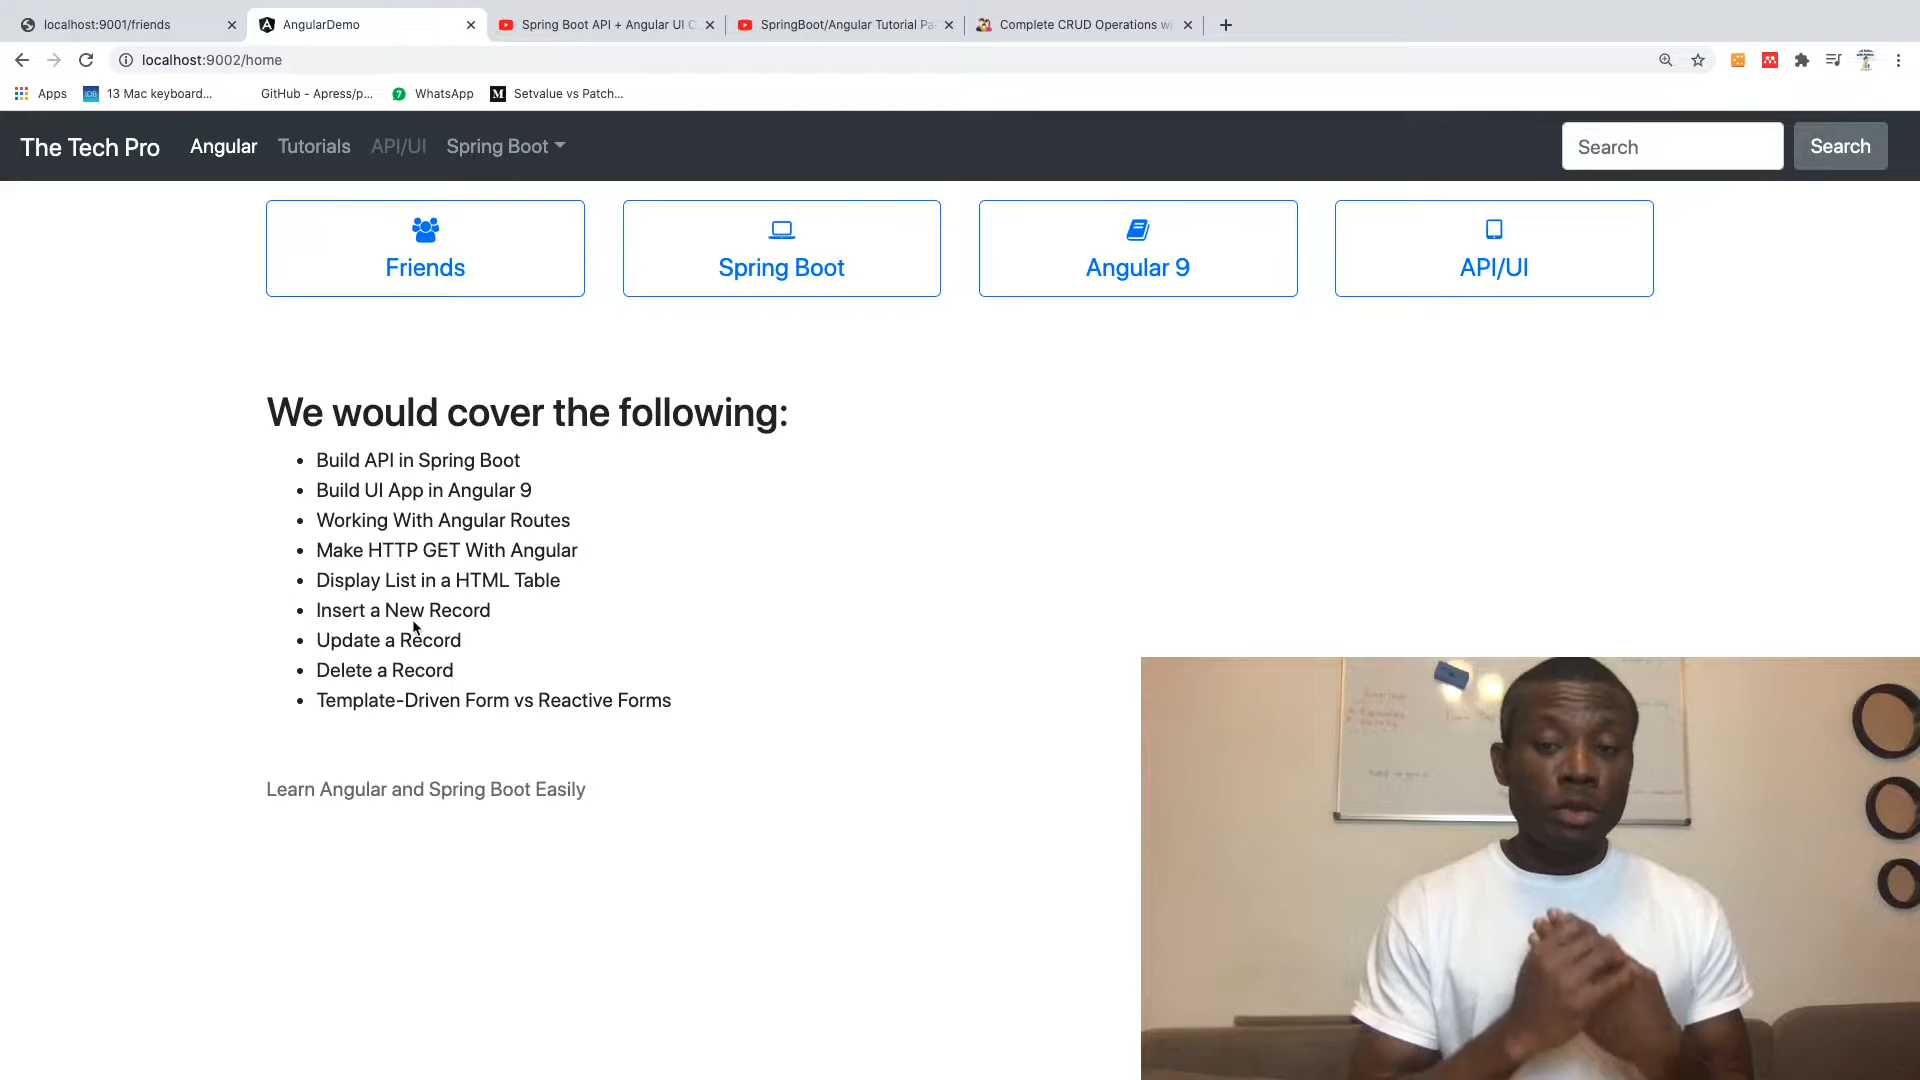 localhost:9001/friends
AngularDemo
Spring Boot API + Angular UI C
SpringBoot/Angular Tutorial Pa
Complete CRUD Operations wi
localhost:9002/home
Apps
13 Mac keyboard...
GitHub - Apress/p...
7
WhatsApp
M
Setvalue vs Patch...
The Tech Pro
Angular
Tutorials
API/UI
Spring Boot
Search
Search
Friends
Spring Boot
Angular 9
API/UI
We would cover the following:
• Build API in Spring Boot
• Build UI App in Angular 9
• Working With Angular Routes
• Make HTTP GET With Angular
• Display List in a HTML Table
• Insert a New Record
• Update a Record
• Delete a Record
• Template-Driven Form vs Reactive Forms
Learn Angular and Spring Boot Easily